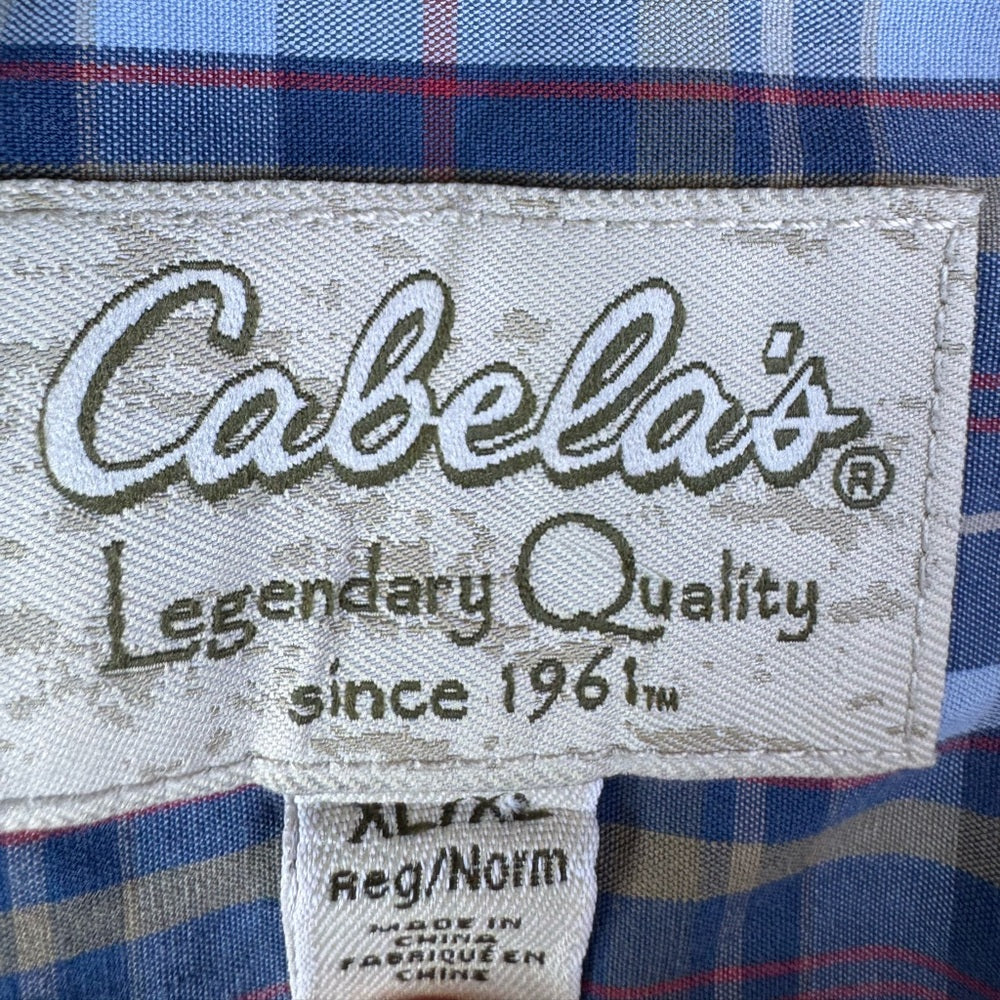 Cabela's®
Legendary Quality
since 1961™
XL/XL
Reg/Norm
MADE IN
CHINA
FABRIQUÉ EN
CHINE